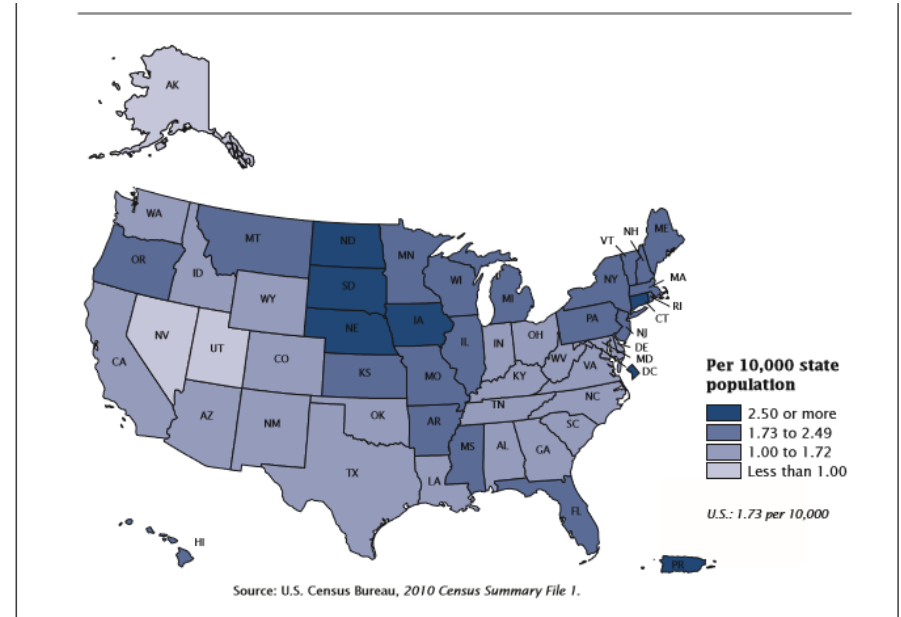 AK
WA
MT
ND
MN
OR
ID
SD
WI
MI
NH
VT
ME
NY
MA
RI
CT
WY
NE
IA
PA
NJ
NV
UT
CO
IL
IN
OH
DE
MD
DC
WV
VA
CA
KS
MO
KY
AZ
NM
OK
AR
TN
NC
SC
TX
LA
MS
AL
GA
FL
HI
PR
Per 10,000 state
population
2.50 or more
1.73 to 2.49
1.00 to 1.72
Less than 1.00
U.S.: 1.73 per 10,000
Source: U.S. Census Bureau, 2010 Census Summary File 1.